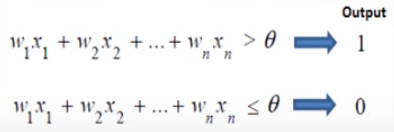 Output
w₁x₁ + w₂x₂ + ... + wₙxₙ > θ 1
w₁x₁ + w₂x₂ + ... + wₙxₙ ≤ θ 0